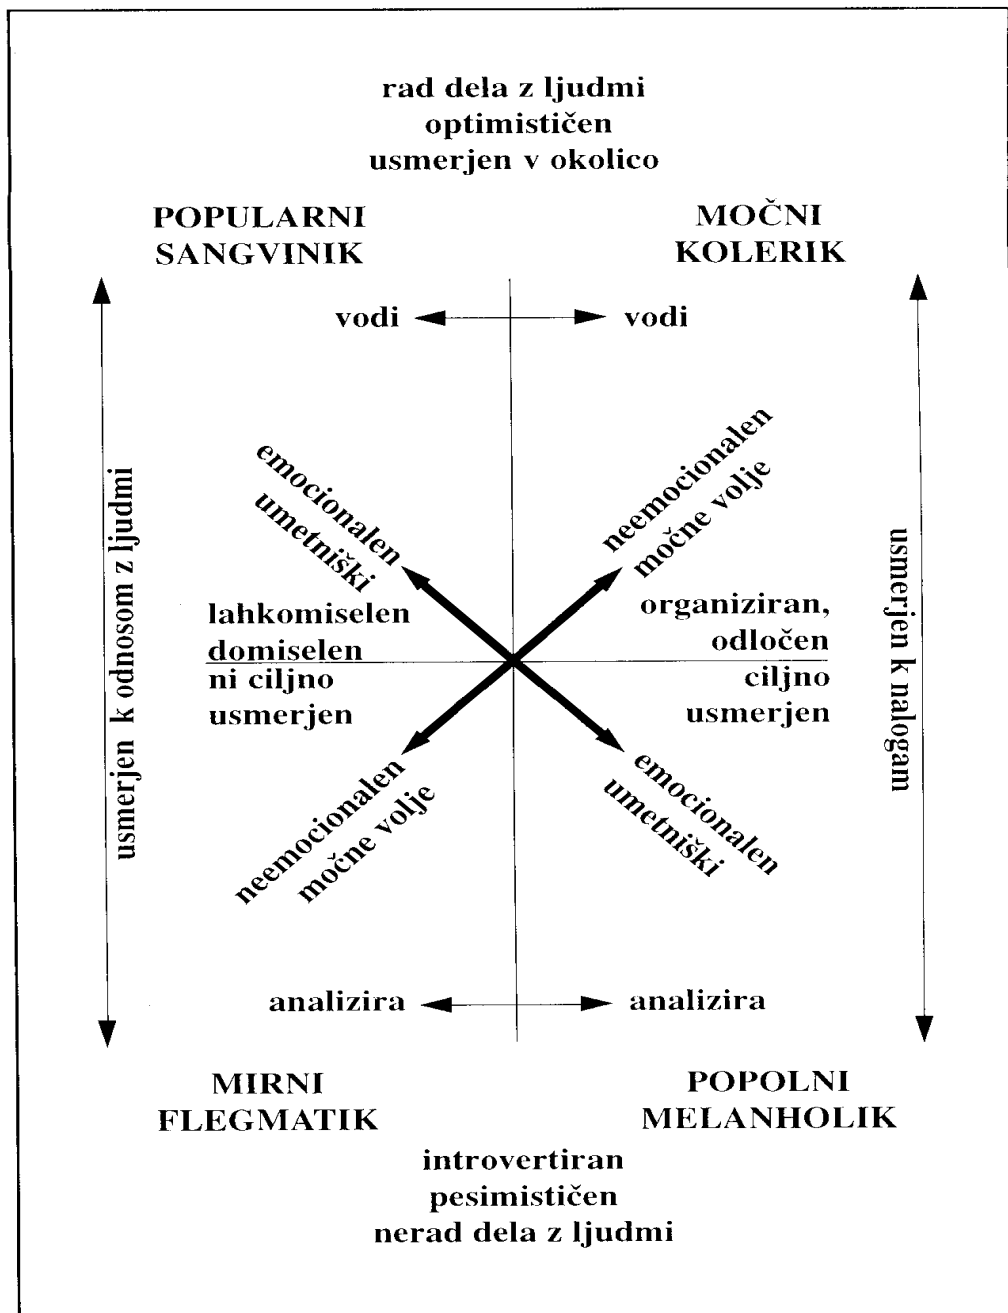 rad dela z ljudmi
optimističen
usmerjen v okolico
POPULARNI
SANGVINIK
MOČNI
KOLERIK
vodi
vodi
emocionalen
umetniški
neemocionalen
močne volje
usmerjen k odnosom z ljudmi
usmerjen k nalogam
lahkomiselen
domiselen
ni ciljno
usmerjen
organiziran,
odločen
ciljno
usmerjen
neemocionalen
močne volje
emocionalen
umetniški
analizira
analizira
MIRNI
FLEGMATIK
POPOLNI
MELANHOLIK
introvertiran
pesimističen
nerad dela z ljudmi